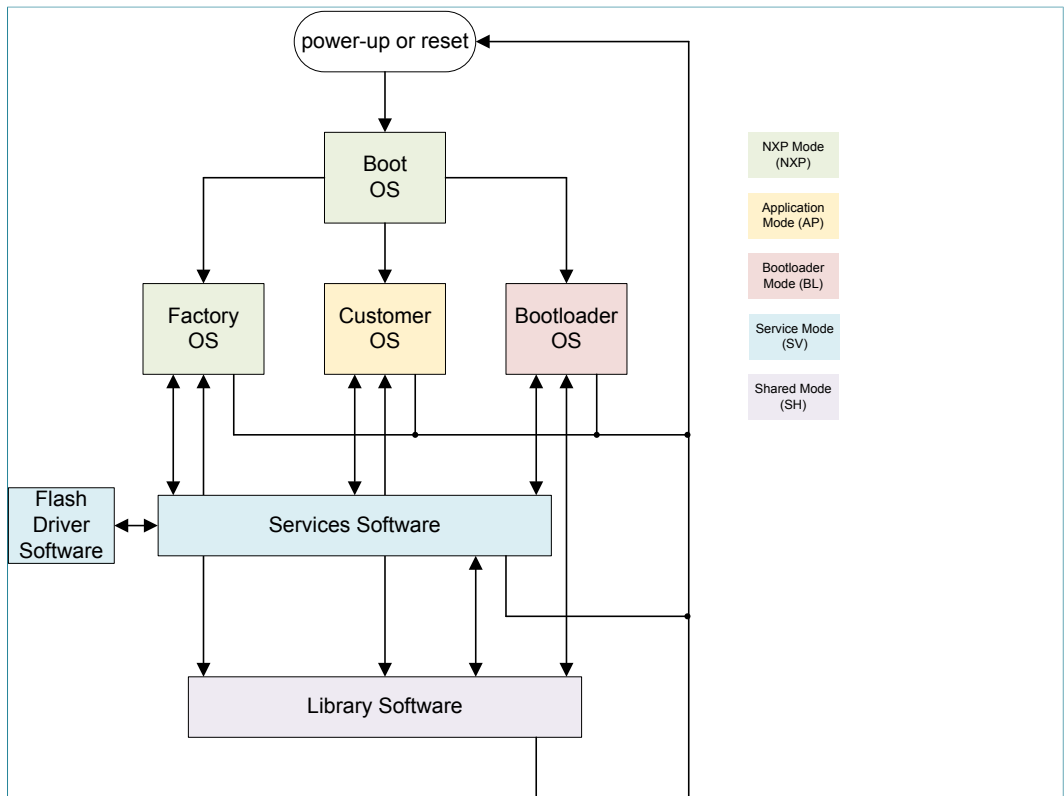 power-up or reset
Boot
OS
NXP Mode
(NXP)
Application
Mode (AP)
Bootloader
Mode (BL)
Service Mode
(SV)
Shared Mode
(SH)
Factory
OS
Customer
OS
Bootloader
OS
Flash
Driver
Software
Services Software
Library Software